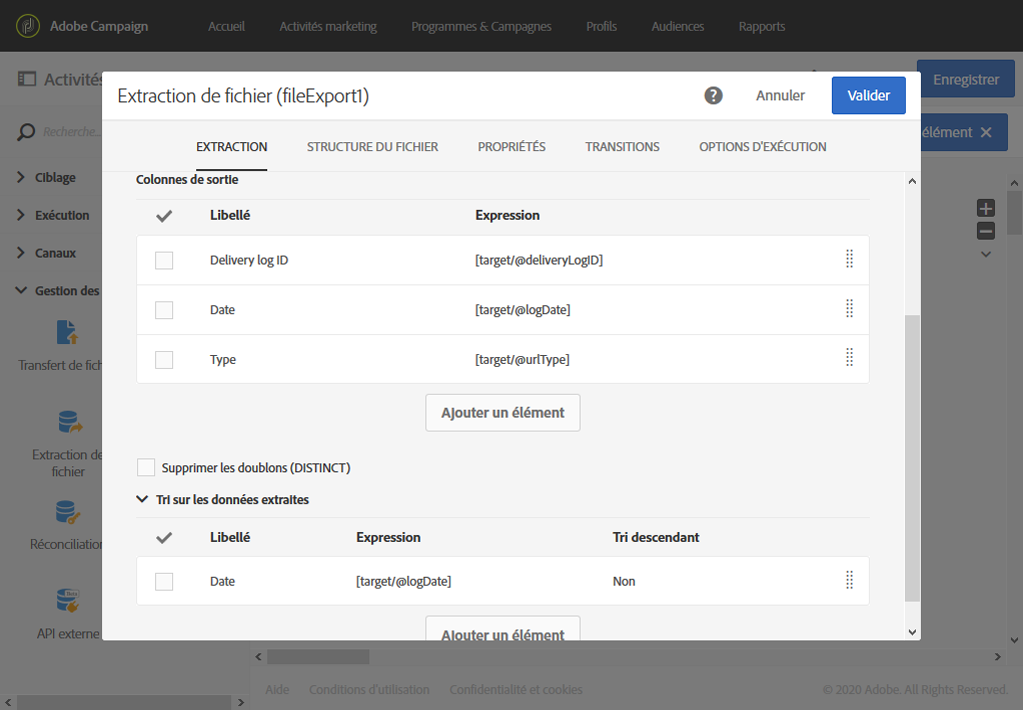 Adobe Campaign
Accueil
Activités marketing
Programmes & Campagnes
Profils
Audiences
Rapports
Activités
Enregistrer
Extraction de fichier (fileExport1)
?
Annuler
Valider
Recherche...
élément
EXTRACTION
STRUCTURE DU FICHIER
PROPRIÉTÉS
TRANSITIONS
OPTIONS D'EXÉCUTION
Ciblage
Exécution
Canaux
Gestion des
Transfert de fich
Extraction de
fichier
Réconciliation
API externe
Colonnes de sortie
Libellé Expression
Delivery log ID [target/@deliveryLogID]
Date [target/@logDate]
Type [target/@urlType]
Ajouter un élément
Supprimer les doublons (DISTINCT)
Tri sur les données extraites
Libellé Expression Tri descendant
Date [target/@logDate] Non
Ajouter un élément
Aide
Conditions d'utilisation
Confidentialité et cookies
© 2020 Adobe. All Rights Reserved.